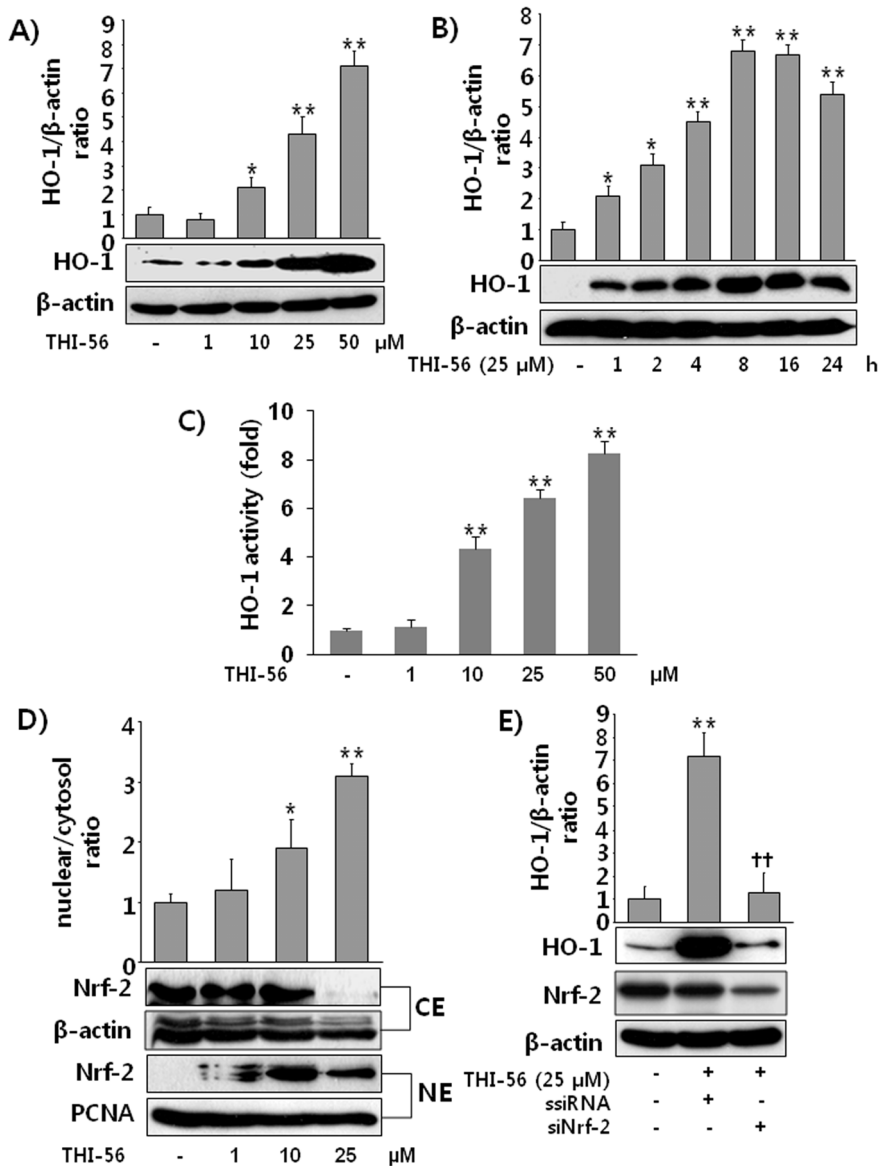 A)
HO-1/β-actin
ratio
9
8
7
6
5
4
3
2
1
0
*
**
**
HO-1
β-actin
THI-56 - 1 10 25 50 μM
B)
HO-1/β-actin
ratio
8
7
6
5
4
3
2
1
0
*
*
**
**
**
**
HO-1
β-actin
THI-56 (25 μM) - 1 2 4 8 16 24 h
C)
HO-1 activity (fold)
10
8
6
4
2
0
**
**
**
THI-56 - 1 10 25 50 μM
D)
nuclear/cytosol
ratio
4
3
2
1
0
*
**
Nrf-2
β-actin
CE
Nrf-2
PCNA
NE
THI-56 - 1 10 25 μM
E)
HO-1/β-actin
ratio
9
8
7
6
5
4
3
2
1
0
**
††
HO-1
Nrf-2
β-actin
THI-56 (25 μM) - + +
ssiRNA - + -
siNrf-2 - - +